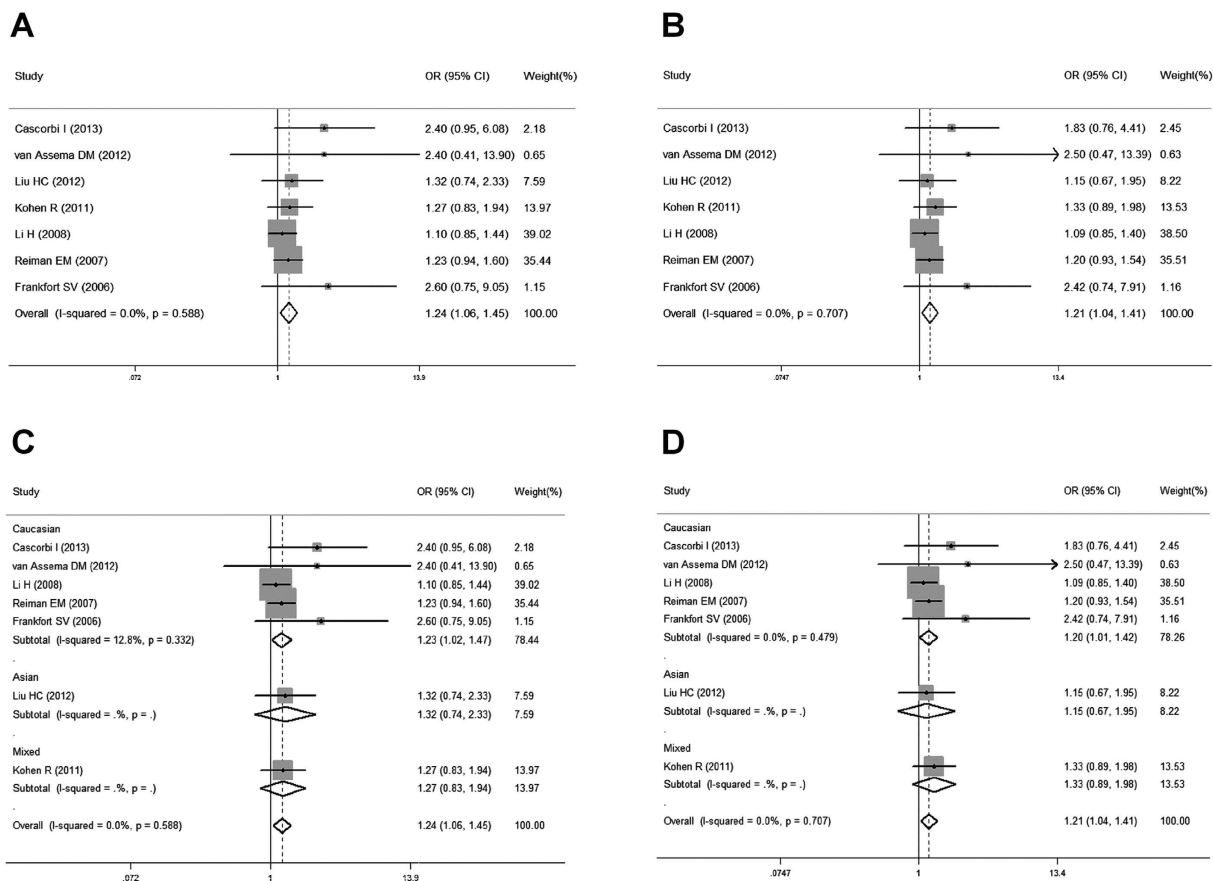 A
Study OR (95% CI) Weight(%)
Cascorbi I (2013) 2.40 (0.95, 6.08) 2.18
van Assema DM (2012) 2.40 (0.41, 13.90) 0.65
Liu HC (2012) 1.32 (0.74, 2.33) 7.59
Kohen R (2011) 1.27 (0.83, 1.94) 13.97
Li H (2008) 1.10 (0.85, 1.44) 39.02
Reiman EM (2007) 1.23 (0.94, 1.60) 35.44
Frankfort SV (2006) 2.60 (0.75, 9.05) 1.15
Overall (I-squared = 0.0%, p = 0.588) 1.24 (1.06, 1.45) 100.00
.072 1 13.9
B
Study OR (95% CI) Weight(%)
Cascorbi I (2013) 1.83 (0.76, 4.41) 2.45
van Assema DM (2012) 2.50 (0.47, 13.39) 0.63
Liu HC (2012) 1.15 (0.67, 1.95) 8.22
Kohen R (2011) 1.33 (0.89, 1.98) 13.53
Li H (2008) 1.09 (0.85, 1.40) 38.50
Reiman EM (2007) 1.20 (0.93, 1.54) 35.51
Frankfort SV (2006) 2.42 (0.74, 7.91) 1.16
Overall (I-squared = 0.0%, p = 0.707) 1.21 (1.04, 1.41) 100.00
.0747 1 13.4
C
Study OR (95% CI) Weight(%)
Caucasian
Cascorbi I (2013) 2.40 (0.95, 6.08) 2.18
van Assema DM (2012) 2.40 (0.41, 13.90) 0.65
Li H (2008) 1.10 (0.85, 1.44) 39.02
Reiman EM (2007) 1.23 (0.94, 1.60) 35.44
Frankfort SV (2006) 2.60 (0.75, 9.05) 1.15
Subtotal (I-squared = 12.8%, p = 0.332) 1.23 (1.02, 1.47) 78.44
.
Asian
Liu HC (2012) 1.32 (0.74, 2.33) 7.59
Subtotal (I-squared = .%, p = .) 1.32 (0.74, 2.33) 7.59
.
Mixed
Kohen R (2011) 1.27 (0.83, 1.94) 13.97
Subtotal (I-squared = .%, p = .) 1.27 (0.83, 1.94) 13.97
.
Overall (I-squared = 0.0%, p = 0.588) 1.24 (1.06, 1.45) 100.00
.072 1 13.9
D
Study OR (95% CI) Weight(%)
Caucasian
Cascorbi I (2013) 1.83 (0.76, 4.41) 2.45
van Assema DM (2012) 2.50 (0.47, 13.39) 0.63
Li H (2008) 1.09 (0.85, 1.40) 38.50
Reiman EM (2007) 1.20 (0.93, 1.54) 35.51
Frankfort SV (2006) 2.42 (0.74, 7.91) 1.16
Subtotal (I-squared = 0.0%, p = 0.479) 1.20 (1.01, 1.42) 78.26
.
Asian
Liu HC (2012) 1.15 (0.67, 1.95) 8.22
Subtotal (I-squared = .%, p = .) 1.15 (0.67, 1.95) 8.22
.
Mixed
Kohen R (2011) 1.33 (0.89, 1.98) 13.53
Subtotal (I-squared = .%, p = .) 1.33 (0.89, 1.98) 13.53
.
Overall (I-squared = 0.0%, p = 0.707) 1.21 (1.04, 1.41) 100.00
.0747 1 13.4